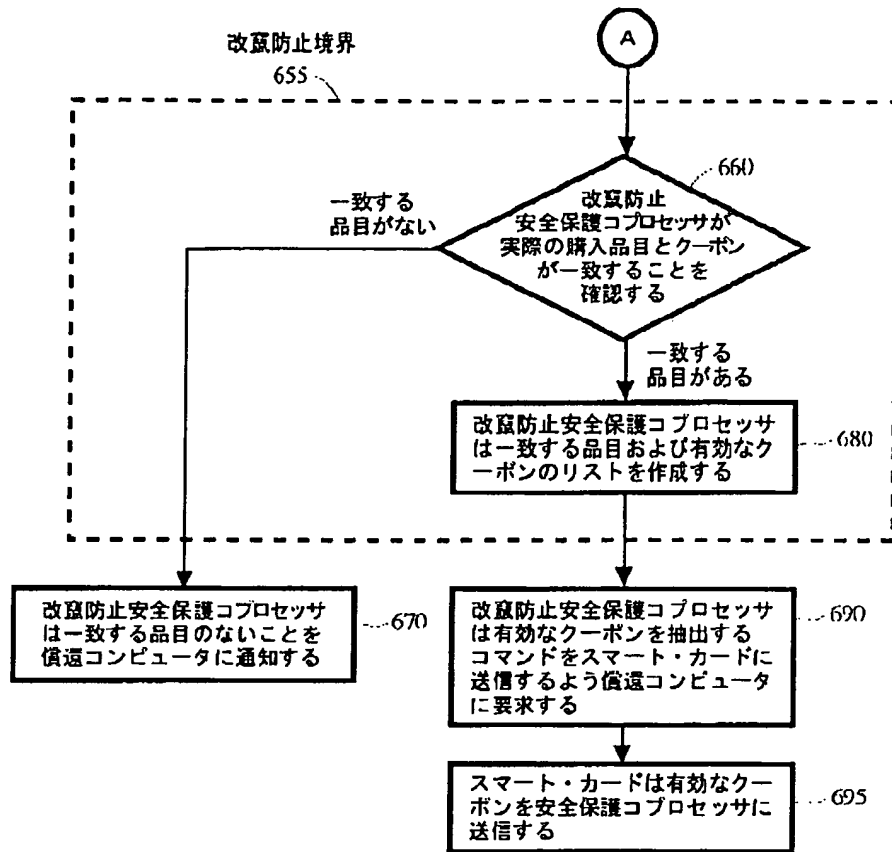 A
改竄防止境界
655
660
改竄防止
安全保護コプロセッサが
実際の購入品目とクーポン
が一致することを
確認する
一致する
品目がない
一致する
品目がある
改竄防止安全保護コプロセッサ
は一致する品目および有効なク
ーポンのリストを作成する
680
改竄防止安全保護コプロセッサ
は一致する品目のないことを
償還コンピュータに通知する
670
改竄防止安全保護コプロセッサ
は有効なクーポンを抽出する
コマンドをスマート・カードに
送信するよう償還コンピュータ
に要求する
690
スマート・カードは有効なクー
ポンを安全保護コプロセッサに
送信する
695